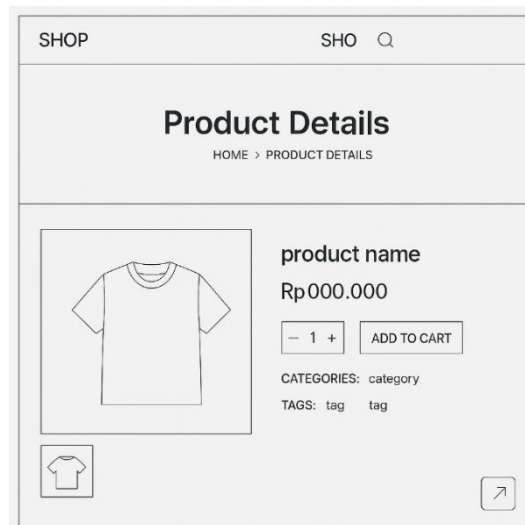 SHOP SHO
Product Details
HOME > PRODUCT DETAILS
product name
Rp000.000
– 1 + ADD TO CART
CATEGORIES: category
TAGS: tag tag